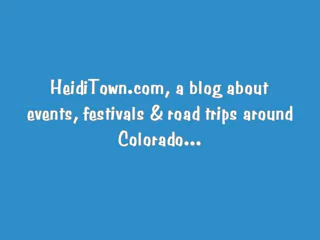 HeidiTown.com, a blog about
events, festivals & road trips around
Colorado...